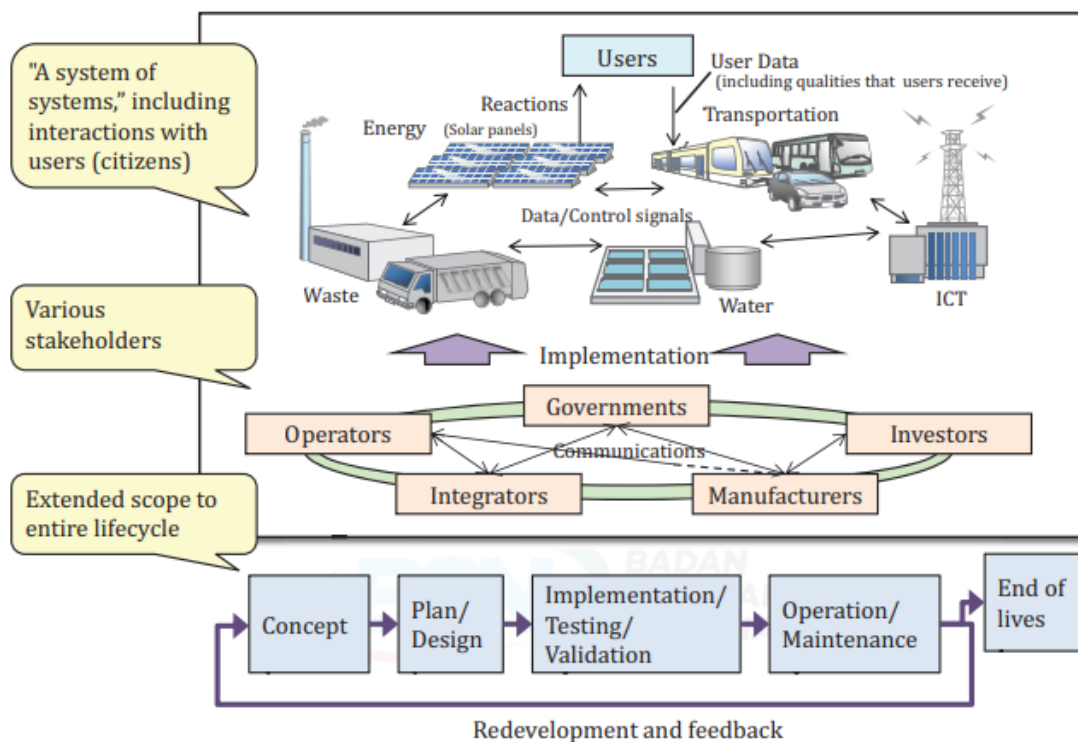 "A system of
systems,” including
interactions with
users (citizens)
Users
User Data
(including qualities that users receive)
Reactions
Energy (Solar panels)
Transportation
Data/Control signals
Waste
Water
ICT
Various
stakeholders
Implementation
Governments
Operators
Investors
Communications
Integrators
Manufacturers
Extended scope to
entire lifecycle
BSN BADAN
Concept
Plan/
Design
Implementation/
Testing/
Validation
Operation/
Maintenance
End of
lives
Redevelopment and feedback